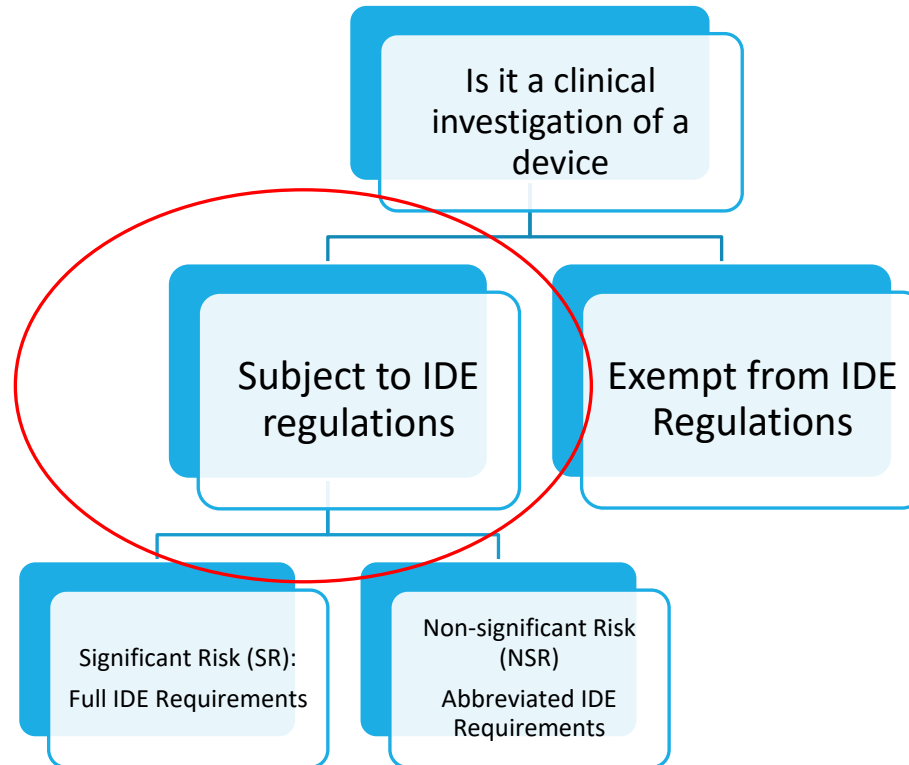 Is it a clinical
investigation of a
device
Subject to IDE
regulations
Exempt from IDE
Regulations
Significant Risk (SR):
Full IDE Requirements
Non-significant Risk
(NSR)
Abbreviated IDE
Requirements